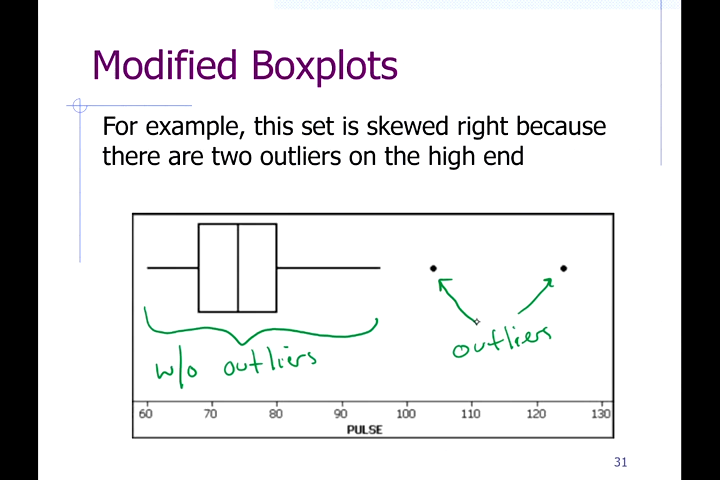 Modified Boxplots
For example, this set is skewed right because
there are two outliers on the high end
w/o outliers
outliers
60 70 80 90 100 110 120 130
PULSE
31